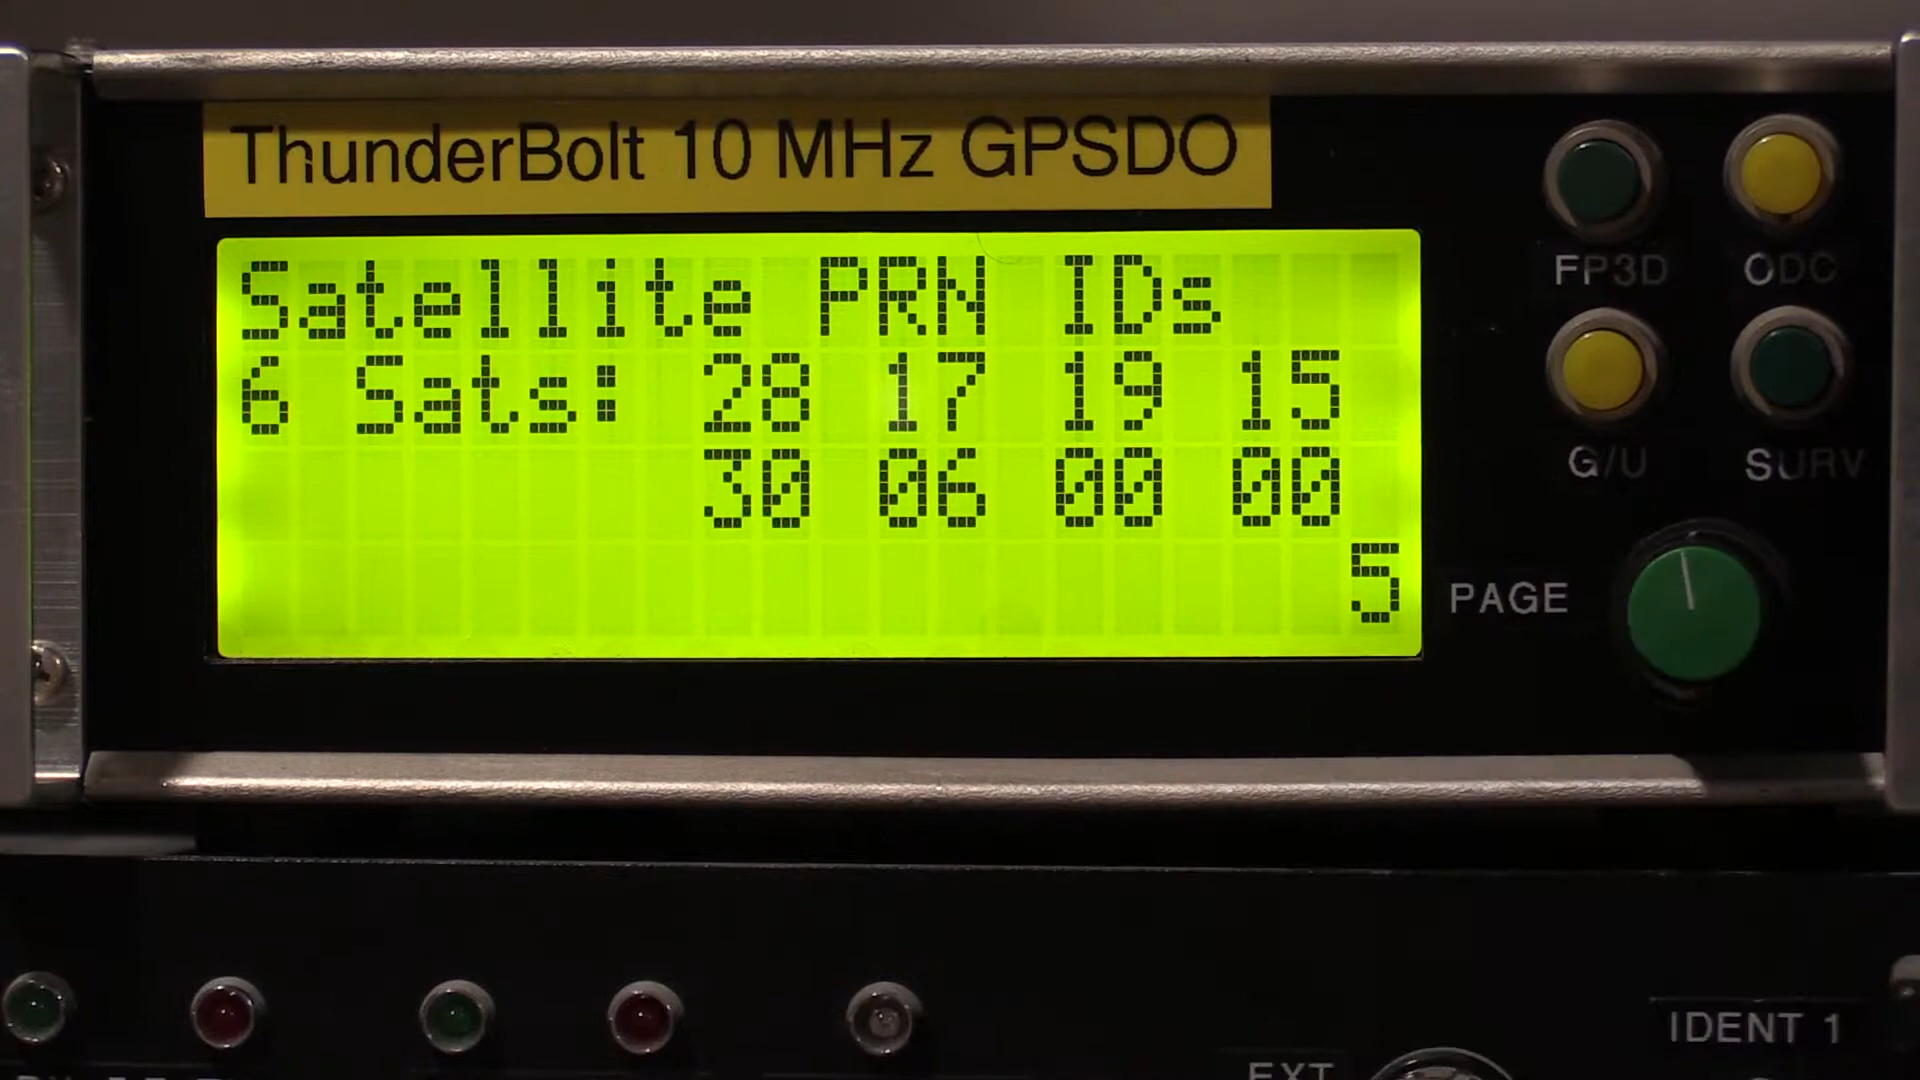 ThunderBolt 10 MHz GPSDO
Satellite PRN IDs
6 Sats: 28 17 19 15
30 06 00 00
5
FP3D ODC
G/U SURV
PAGE
IDENT 1
EXT